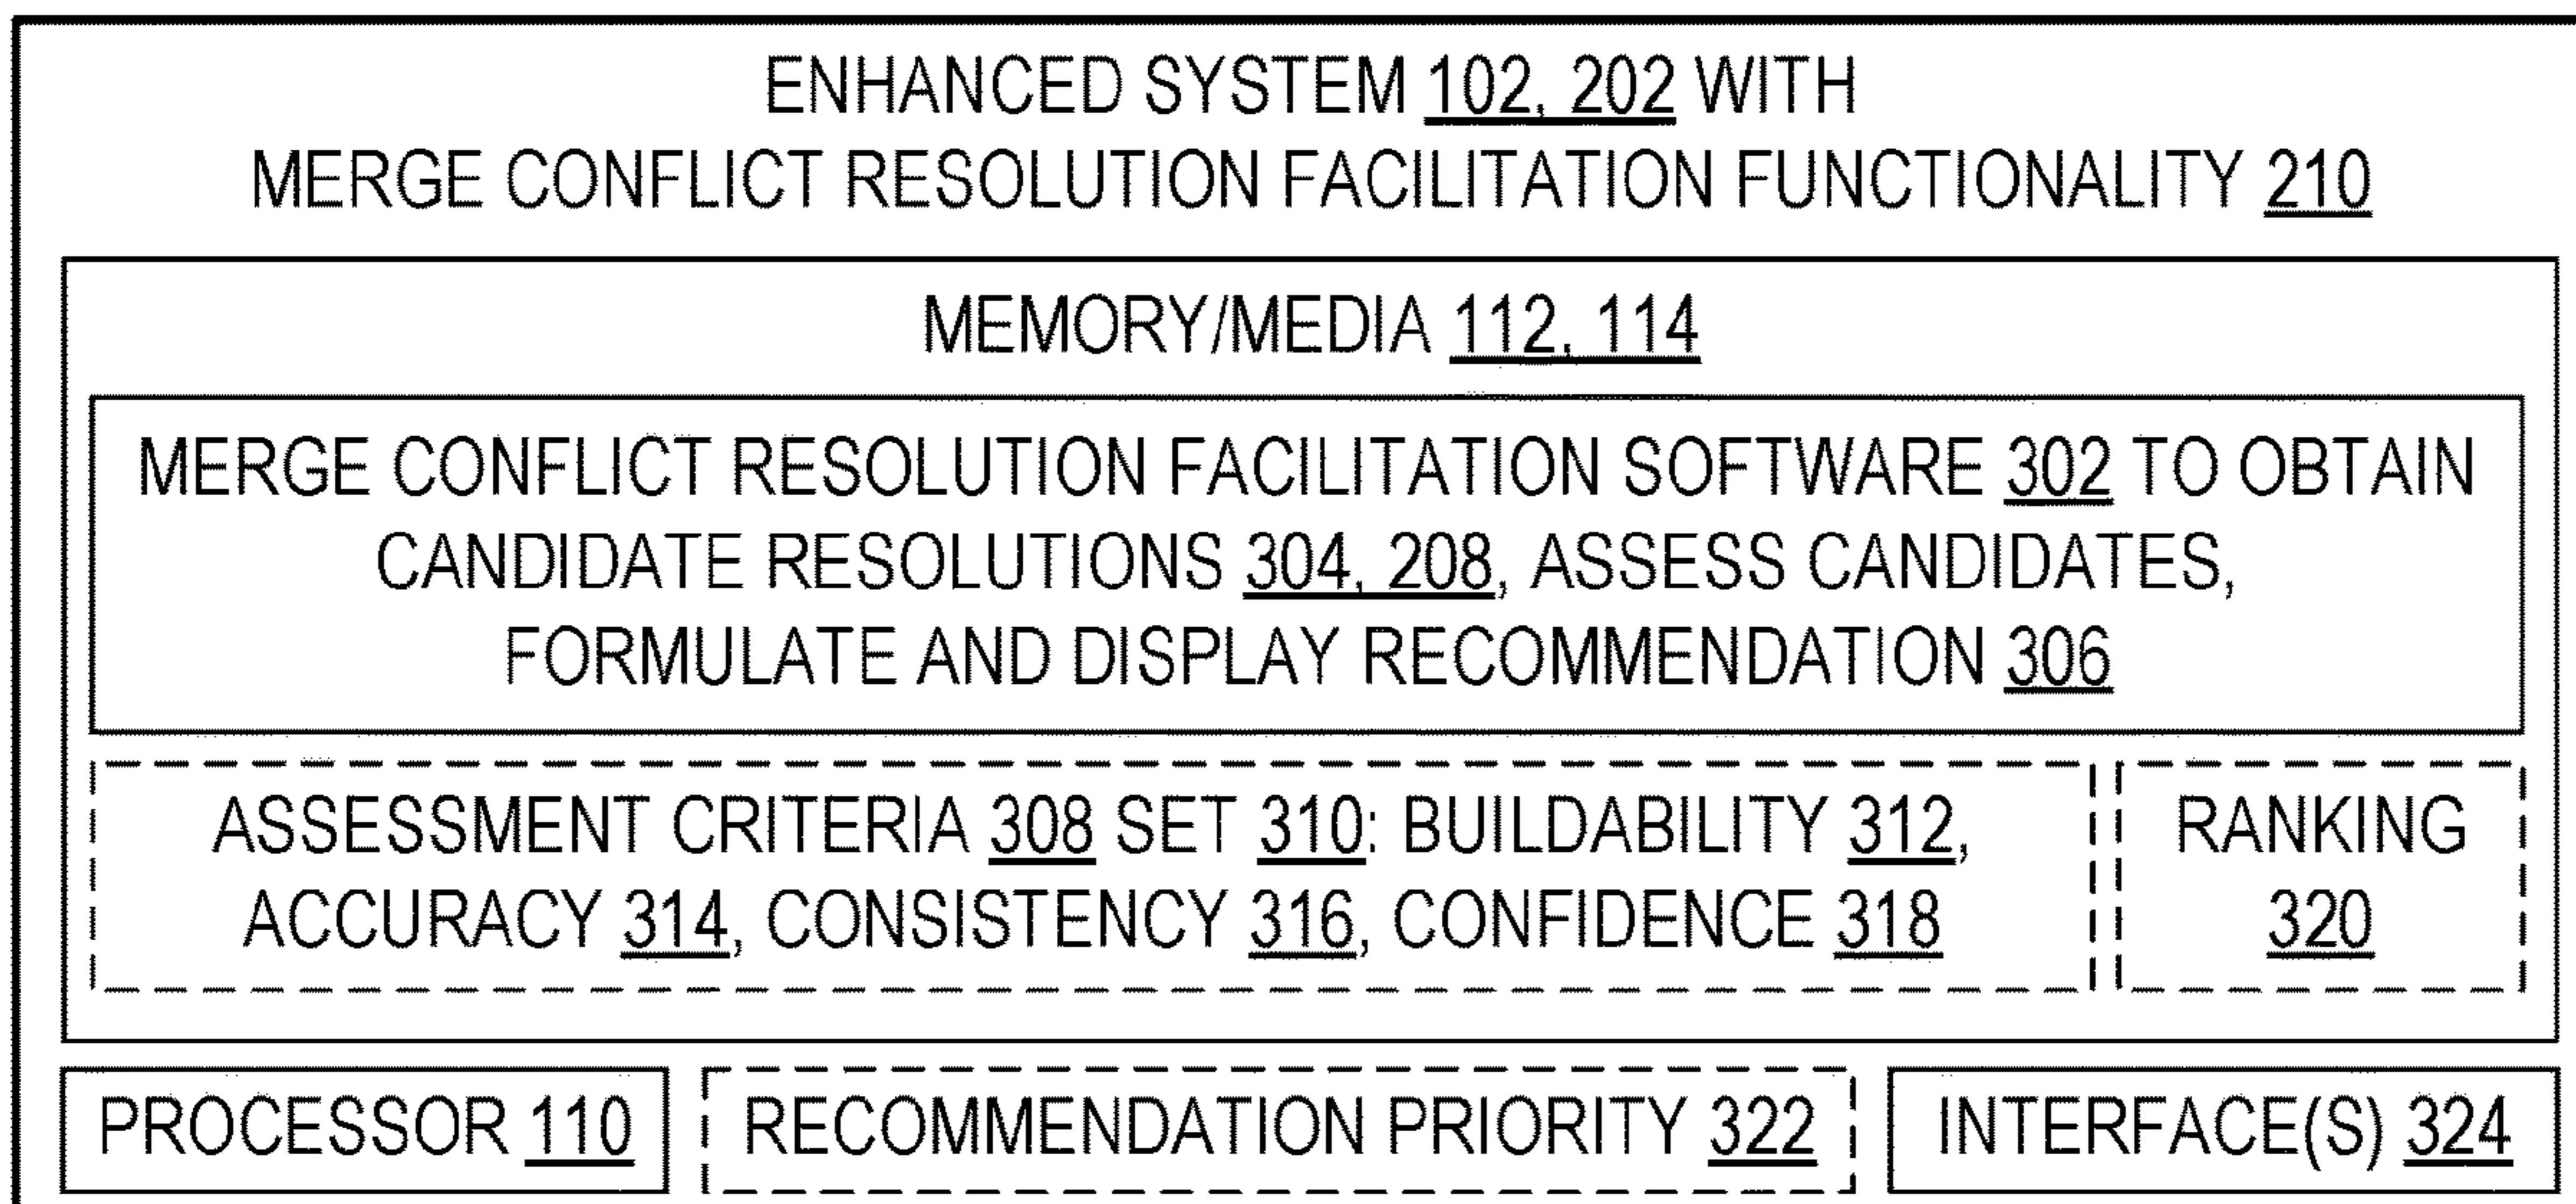 ENHANCED SYSTEM 102, 202 WITH
MERGE CONFLICT RESOLUTION FACILITATION FUNCTIONALITY 210
MEMORY/MEDIA 112, 114
MERGE CONFLICT RESOLUTION FACILITATION SOFTWARE 302 TO OBTAIN
CANDIDATE RESOLUTIONS 304, 208, ASSESS CANDIDATES,
FORMULATE AND DISPLAY RECOMMENDATION 306
ASSESSMENT CRITERIA 308 SET 310: BUILDABILITY 312,
ACCURACY 314, CONSISTENCY 316, CONFIDENCE 318
RANKING
320
PROCESSOR 110
RECOMMENDATION PRIORITY 322
INTERFACE(S) 324